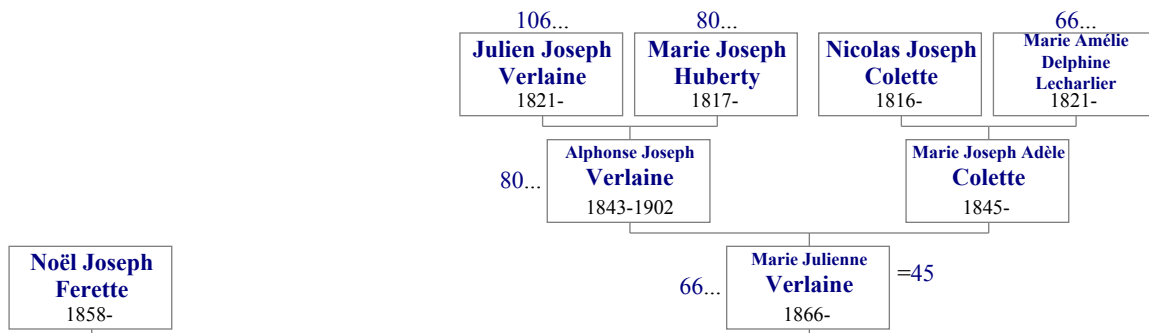 106...
80...
66...
Julien Joseph
Verlaine
1821-
Marie Joseph
Huberty
1817-
Nicolas Joseph
Colette
1816-
Marie Amélie
Delphine
Lecharlier
1821-
80...
Alphonse Joseph
Verlaine
1843-1902
Marie Joseph Adèle
Colette
1845-
Noël Joseph
Ferette
1858-
66...
Marie Julienne
Verlaine
1866-
=45